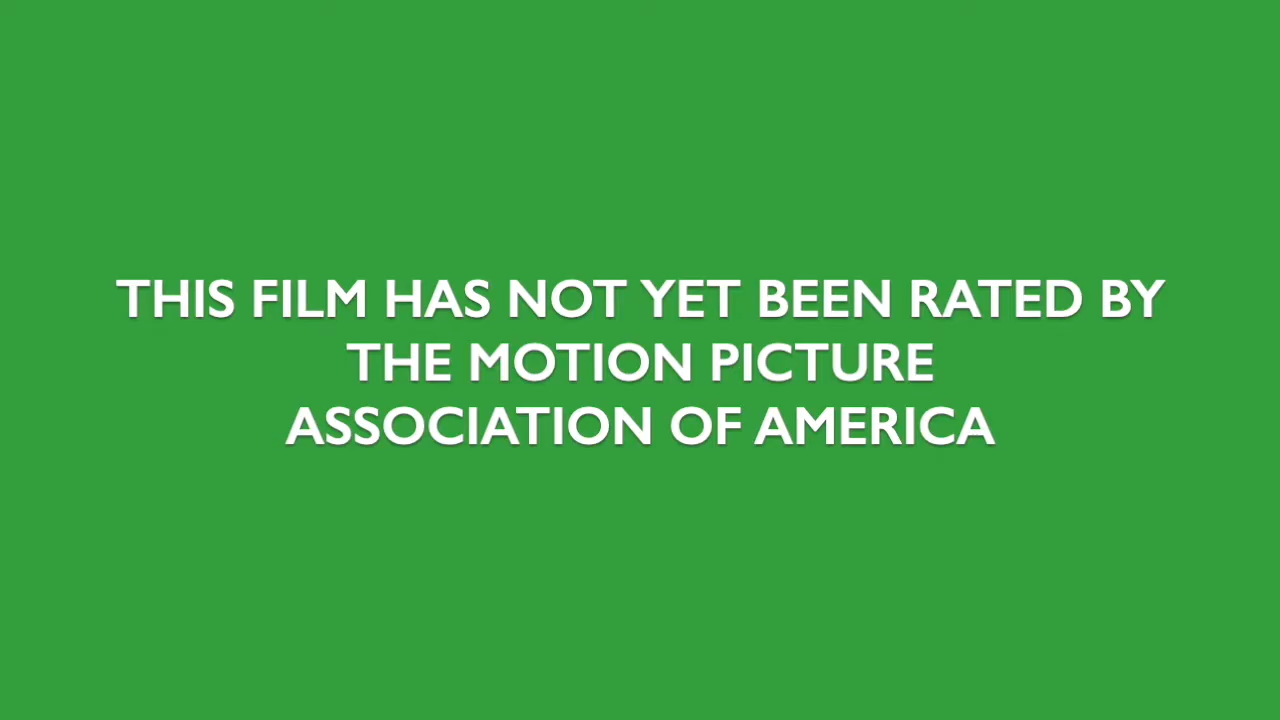 THIS FILM HAS NOT YET BEEN RATED BY
THE MOTION PICTURE
ASSOCIATION OF AMERICA